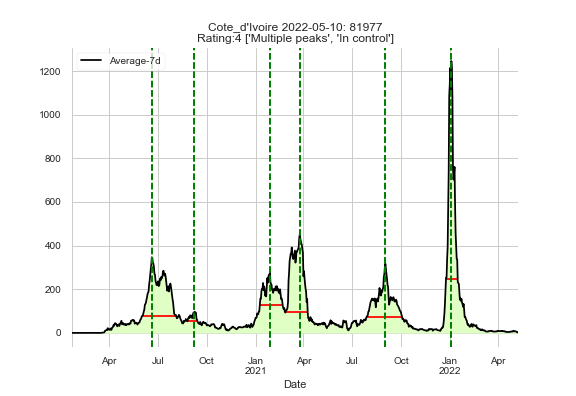 Cote_d'Ivoire 2022-05-10: 81977
Rating:4 ['Multiple peaks', 'In control']
Average-7d
1200
1000
800
600
400
200
0
Apr Jul Oct Jan Apr Jul Oct Jan Apr
2021 2022
Date